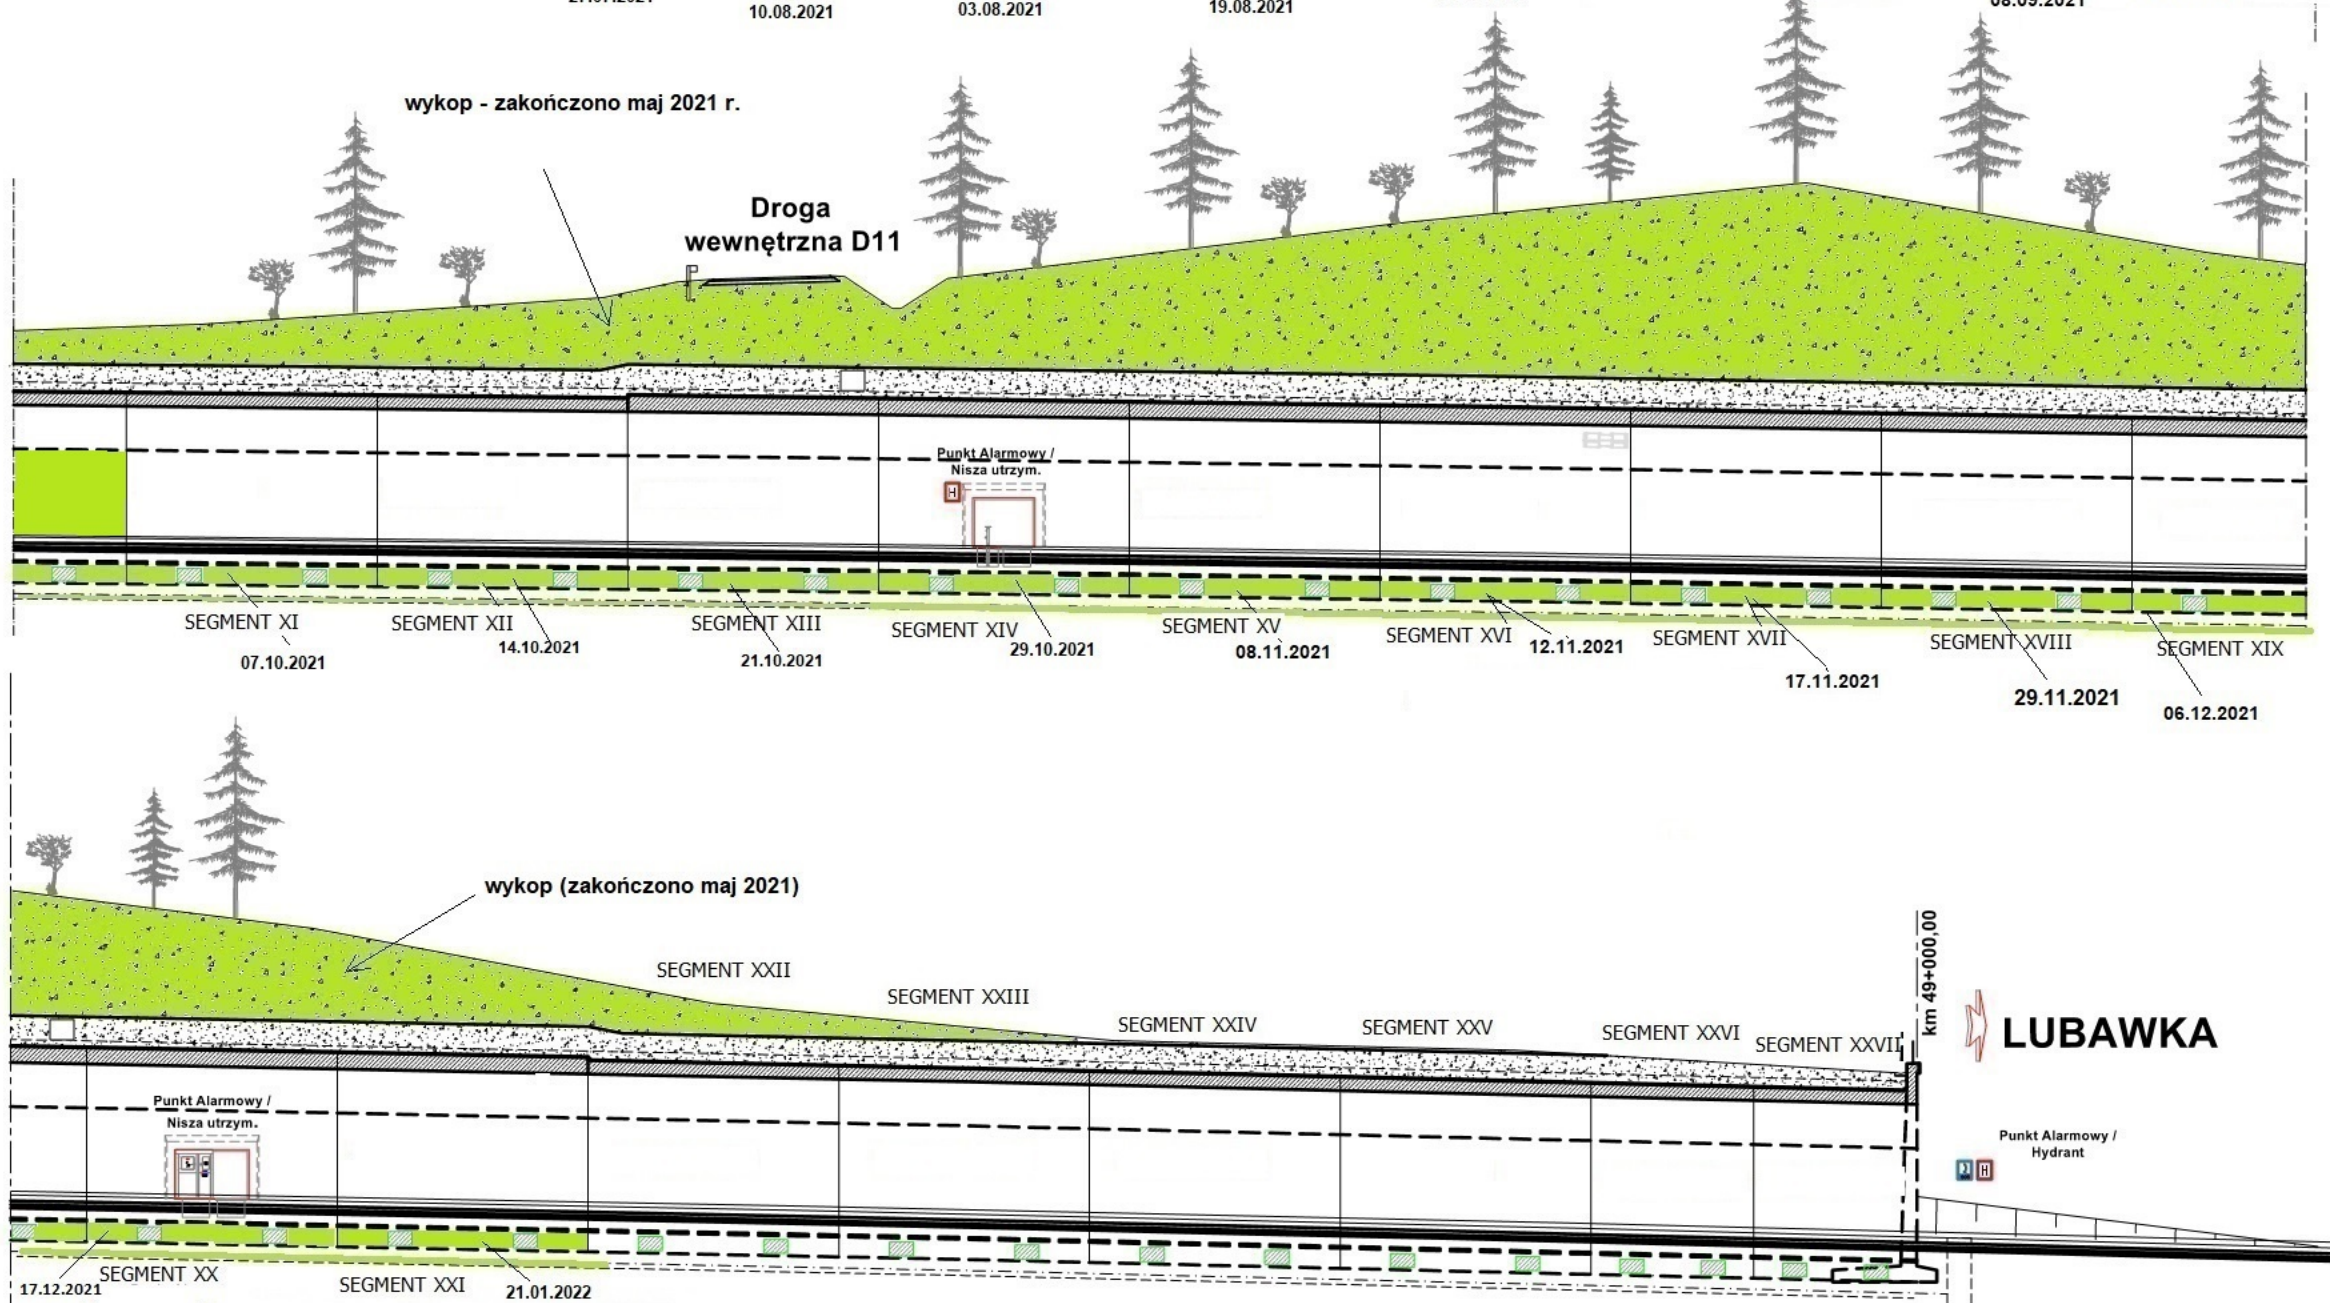 10.08.2021
03.08.2021
19.08.2021
wykop - zakończono maj 2021 r.
Droga
wewnętrzna D11
Punkt Alarmowy /
Nisza utrzym.
H
SEGMENT XI
SEGMENT XII
SEGMENT XIII
SEGMENT XIV
SEGMENT XV
SEGMENT XVI
SEGMENT XVII
SEGMENT XVIII
SEGMENT XIX
07.10.2021
14.10.2021
21.10.2021
29.10.2021
08.11.2021
12.11.2021
17.11.2021
29.11.2021
06.12.2021
wykop (zakończono maj 2021)
SEGMENT XXII
SEGMENT XXIII
SEGMENT XXIV
SEGMENT XXV
SEGMENT XXVI
SEGMENT XXVII
km 49+000,00
LUBAWKA
Punkt Alarmowy /
Nisza utrzym.
Punkt Alarmowy /
Hydrant
H
17.12.2021
SEGMENT XX
SEGMENT XXI
21.01.2022